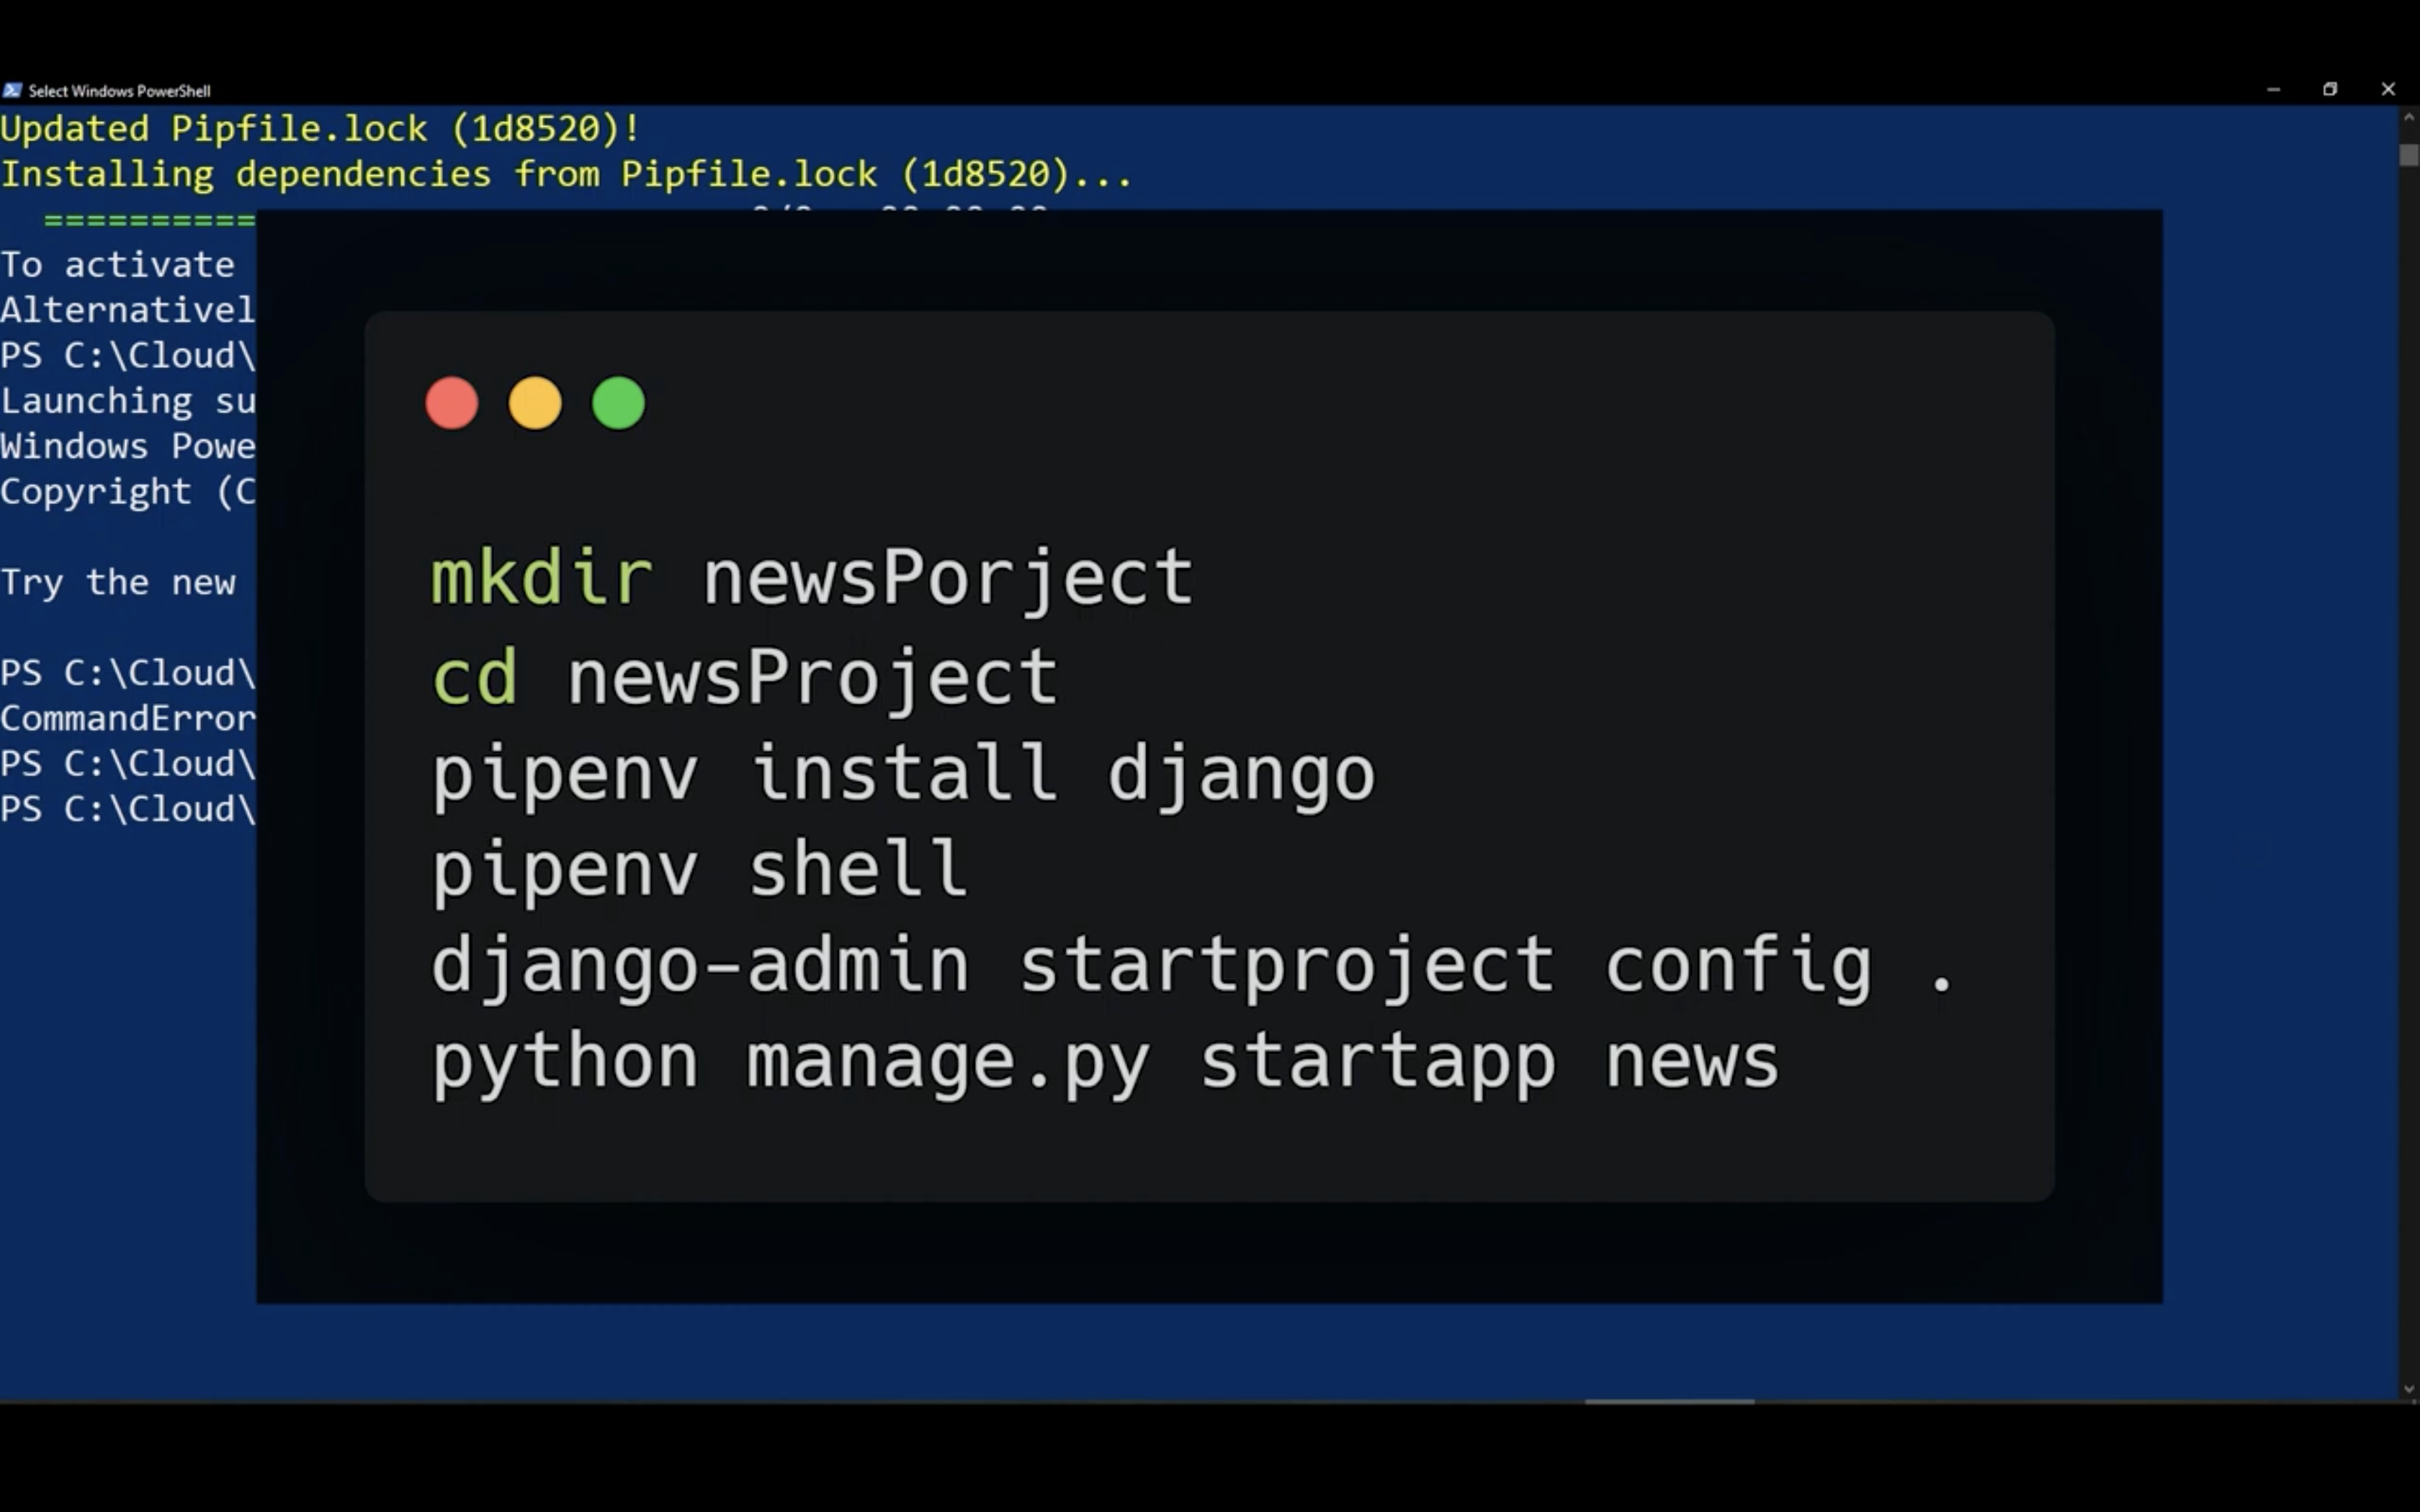 Select Windows PowerShell
Updated Pipfile.lock (1d8520)!
Installing dependencies from Pipfile.lock (1d8520)...
==========
To activate
Alternativel
PS C:\Cloud\
Launching su
Windows Powe
Copyright (C
Try the new
PS C:\Cloud\
CommandError
PS C:\Cloud\
PS C:\Cloud\
mkdir newsPorject
cd newsProject
pipenv install django
pipenv shell
django-admin startproject config .
python manage.py startapp news